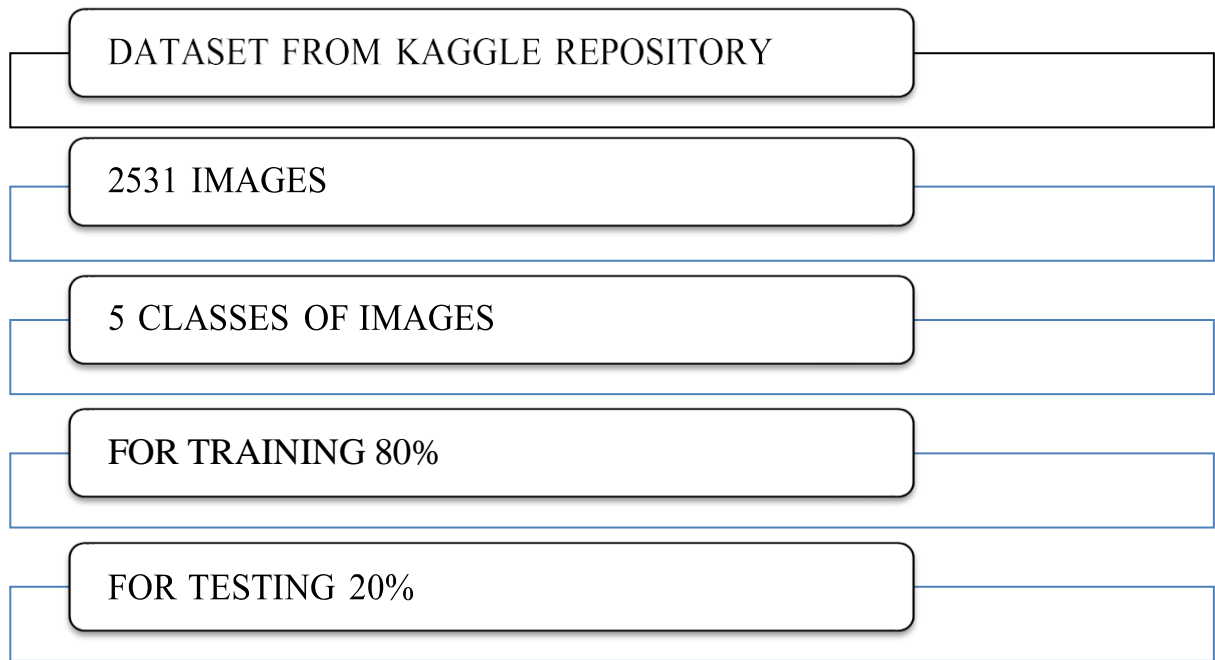 DATASET FROM KAGGLE REPOSITORY
2531 IMAGES
5 CLASSES OF IMAGES
FOR TRAINING 80%
FOR TESTING 20%